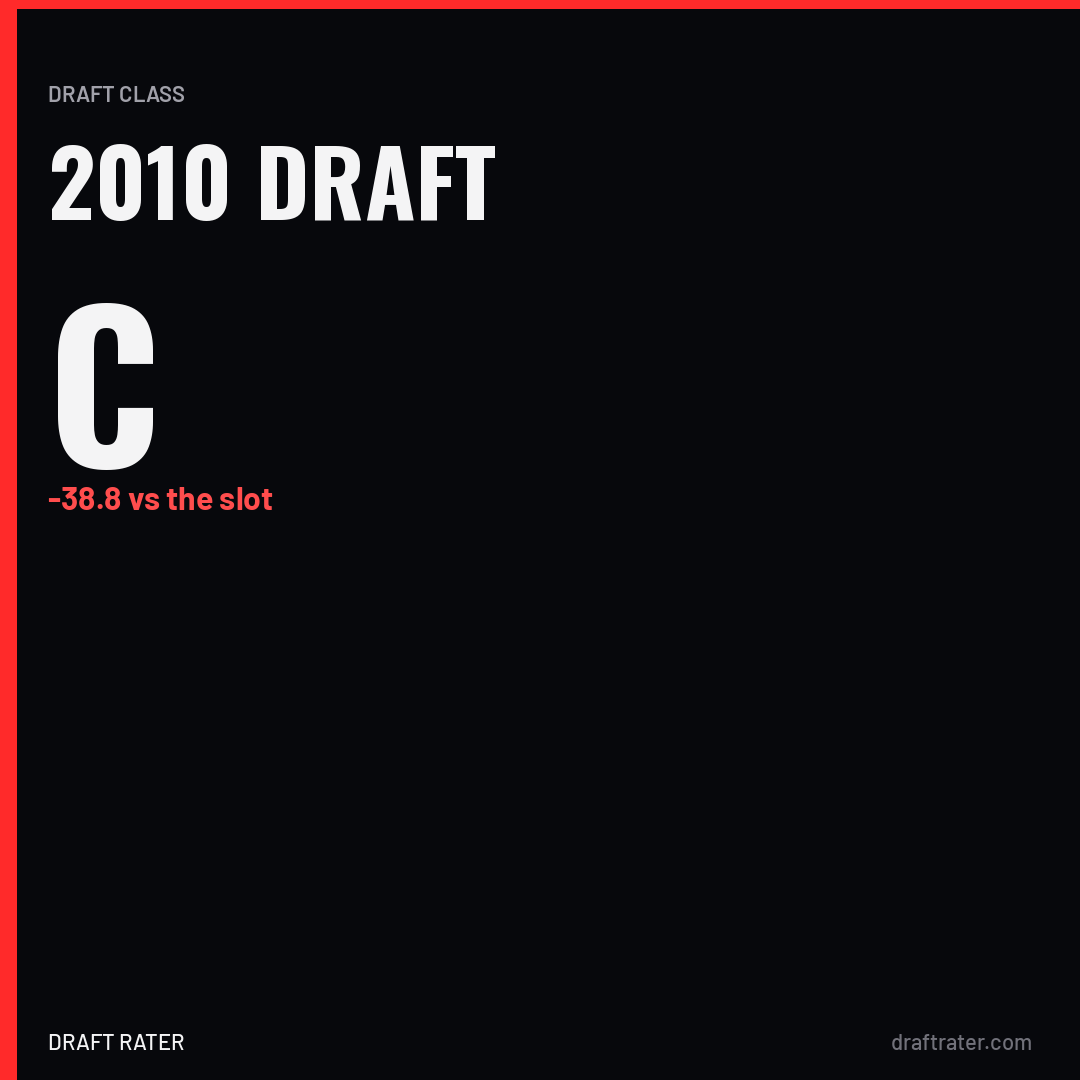 DRAFT CLASS
2010 DRAFT
C
-38.8 vs the slot
DRAFT RATER
draftrater.com